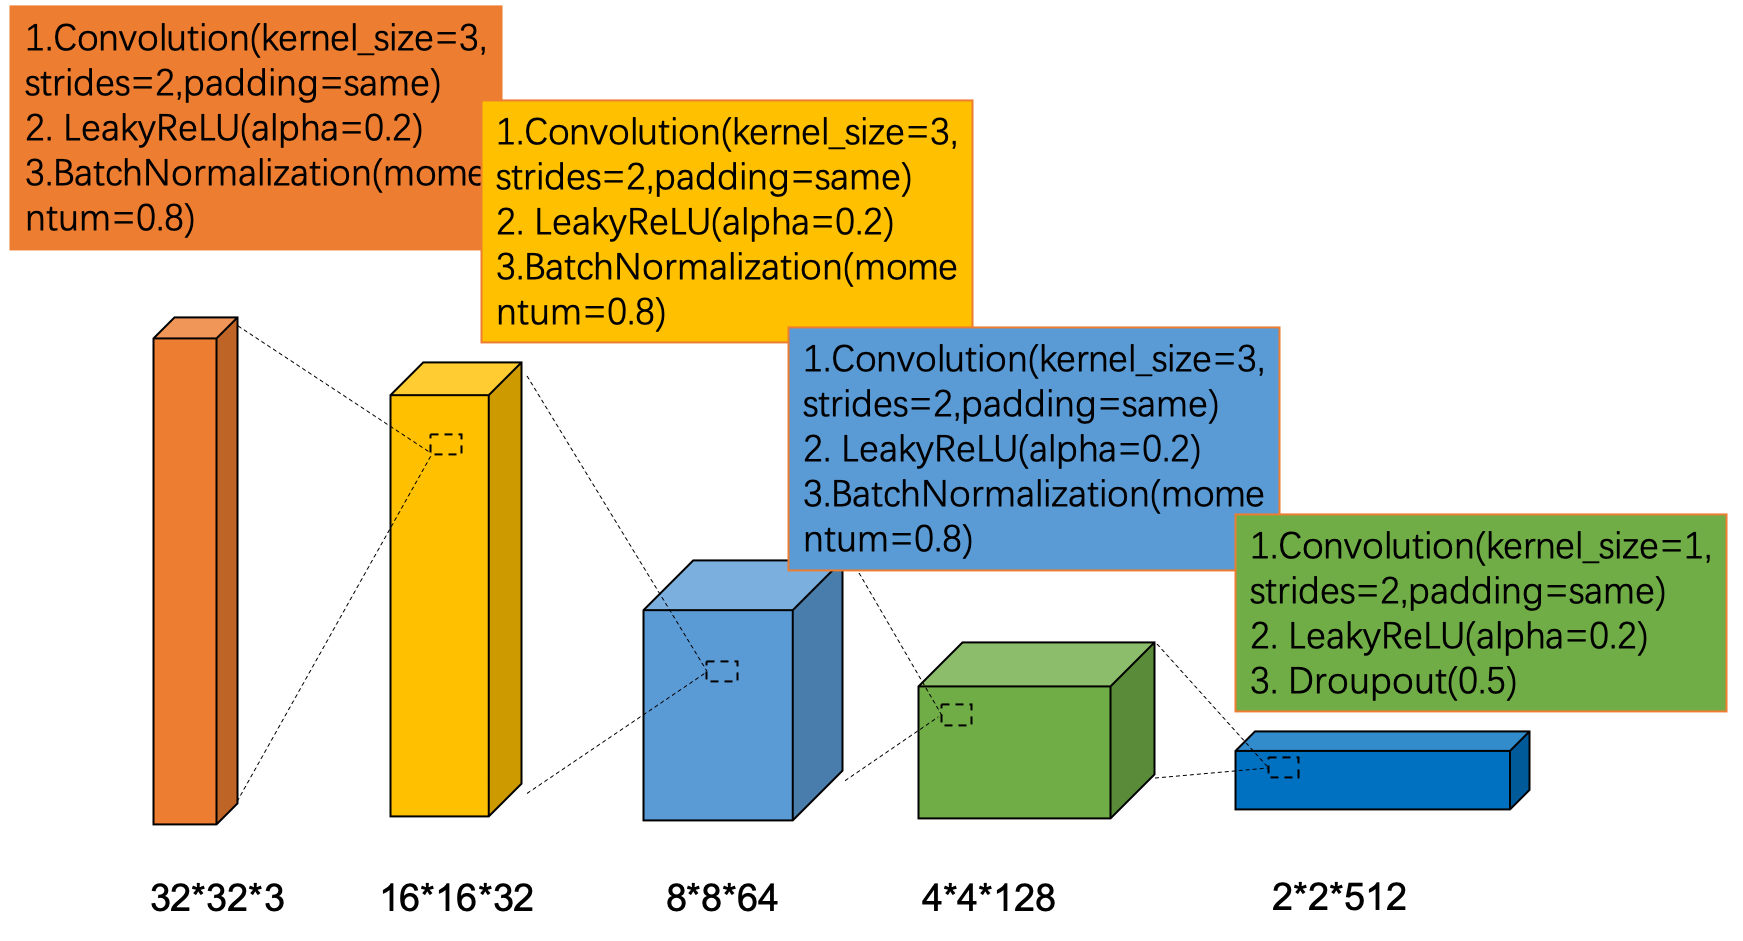 1.Convolution(kernel_size=3,
strides=2,padding=same)
2. LeakyReLU(alpha=0.2)
3.BatchNormalization(mome
ntum=0.8)
1.Convolution(kernel_size=3,
strides=2,padding=same)
2. LeakyReLU(alpha=0.2)
3.BatchNormalization(mome
ntum=0.8)
1.Convolution(kernel_size=3,
strides=2,padding=same)
2. LeakyReLU(alpha=0.2)
3.BatchNormalization(mome
ntum=0.8)
1.Convolution(kernel_size=1,
strides=2,padding=same)
2. LeakyReLU(alpha=0.2)
3. Droupout(0.5)
32*32*3
16*16*32
8*8*64
4*4*128
2*2*512